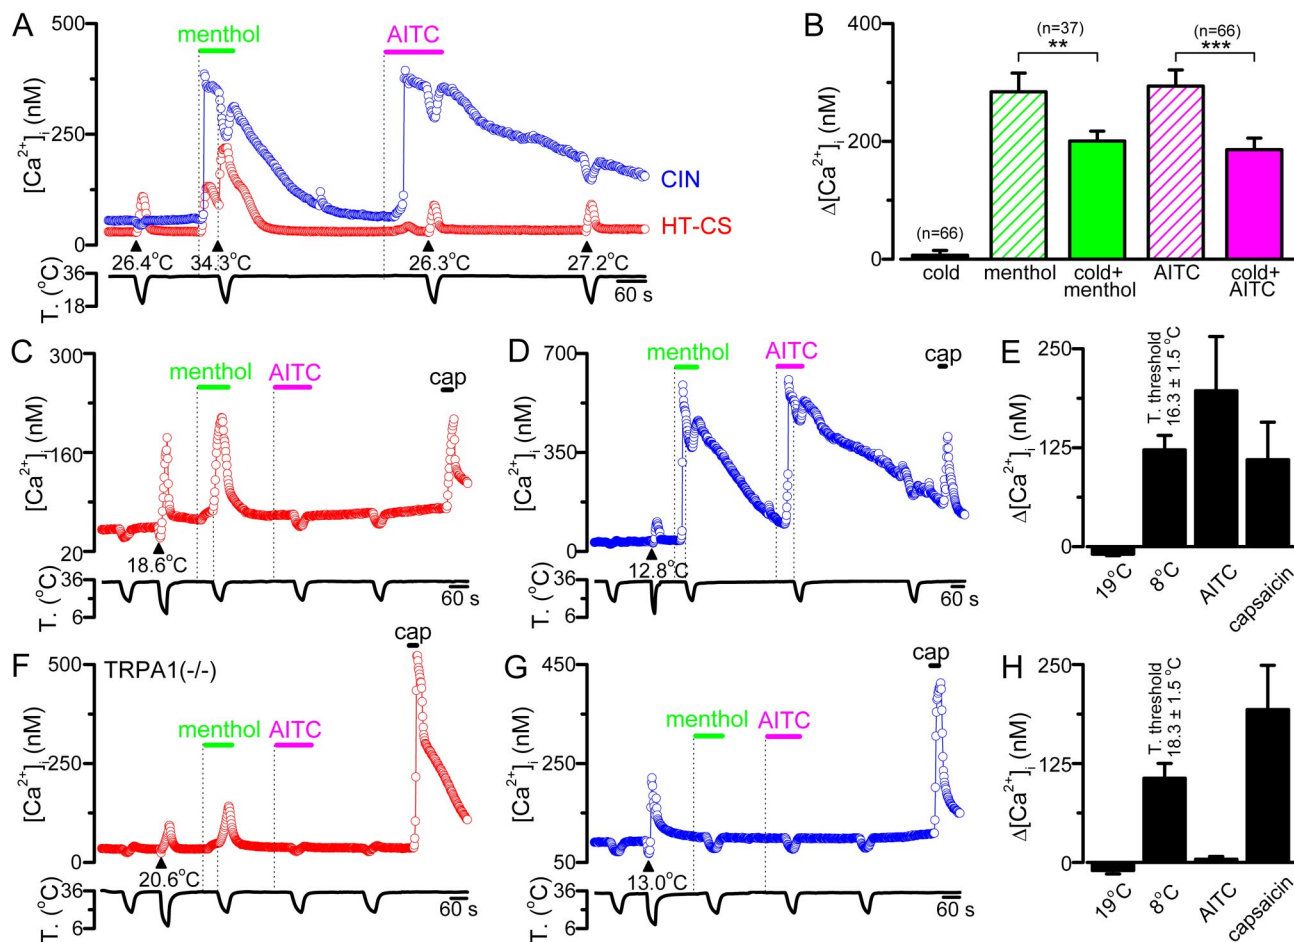 A
500
250
0
[Ca²⁺]ᵢ (nM)
menthol
AITC
CIN
HT-CS
26.4°C
34.3°C
26.3°C
27.2°C
T. (°C)
36
18
60 s
B
400
200
0
Δ[Ca²⁺]ᵢ (nM)
(n=66)
(n=37)
**
(n=66)
***
cold
menthol
cold+
menthol
AITC
cold+
AITC
C
300
160
20
[Ca²⁺]ᵢ (nM)
menthol
AITC
cap
18.6°C
T. (°C)
36
6
60 s
D
700
350
0
[Ca²⁺]ᵢ (nM)
menthol
AITC
cap
12.8°C
T. (°C)
36
6
60 s
E
250
125
0
Δ[Ca²⁺]ᵢ (nM)
T. threshold
16.3 ± 1.5 °C
19°C
8°C
AITC
capsaicin
F
TRPA1(-/-)
500
250
0
[Ca²⁺]ᵢ (nM)
menthol
AITC
cap
20.6°C
T. (°C)
36
6
60 s
G
450
250
50
[Ca²⁺]ᵢ (nM)
menthol
AITC
cap
13.0°C
T. (°C)
36
6
60 s
H
250
125
0
Δ[Ca²⁺]ᵢ (nM)
T. threshold
18.3 ± 1.5 °C
19°C
8°C
AITC
capsaicin